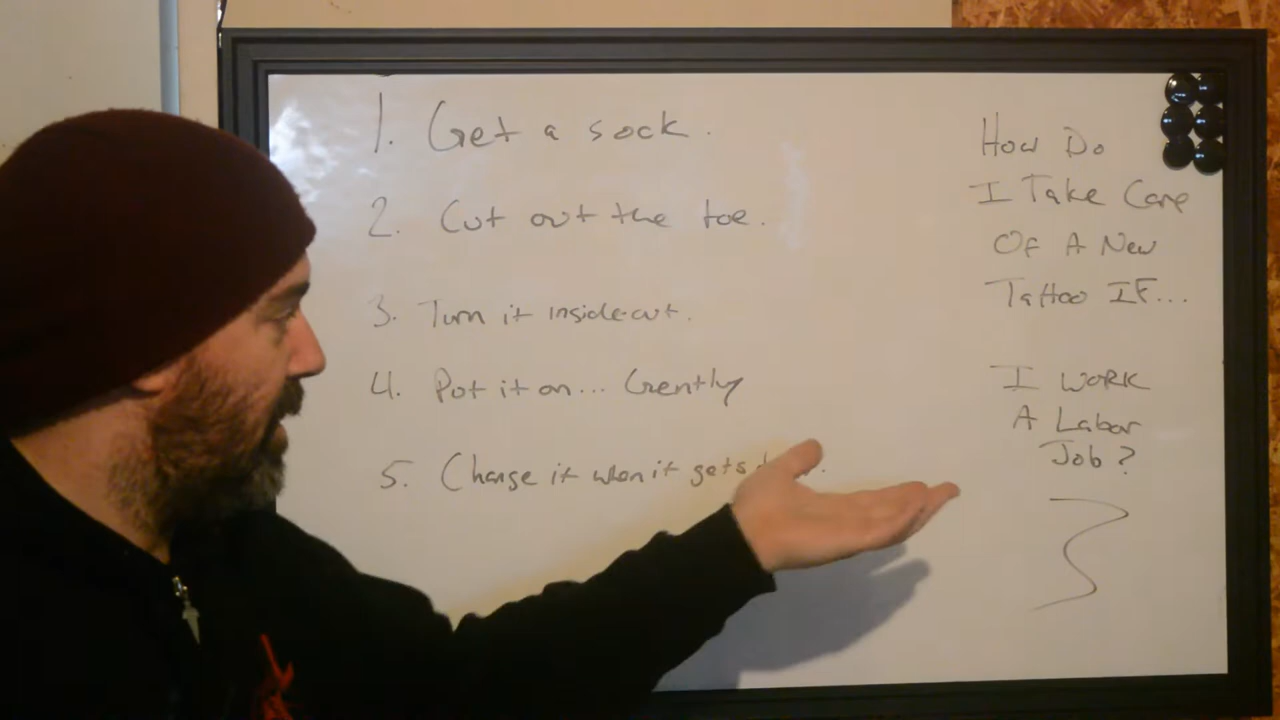 1. Get a sock.
2. Cut out the toe.
3. Turn it inside-out.
4. Put it on... Gently
5. Change it when it gets
How Do
I Take Care
Of A New
Tattoo IF...
I WORK
A Labor
Job?